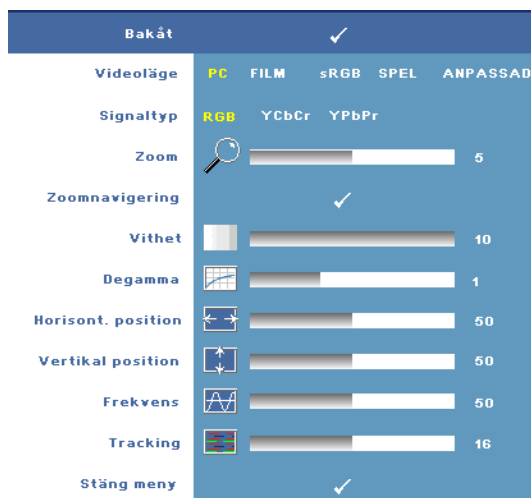 Bakåt
Videoläge PC FILM sRGB SPEL ANPASSAD
Signaltyp RGB YCbCr YPbPr
Zoom 5
Zoomnavigering
Vithet 10
Degamma 1
Horisont. position 50
Vertikal position 50
Frekvens 50
Tracking 16
Stäng meny